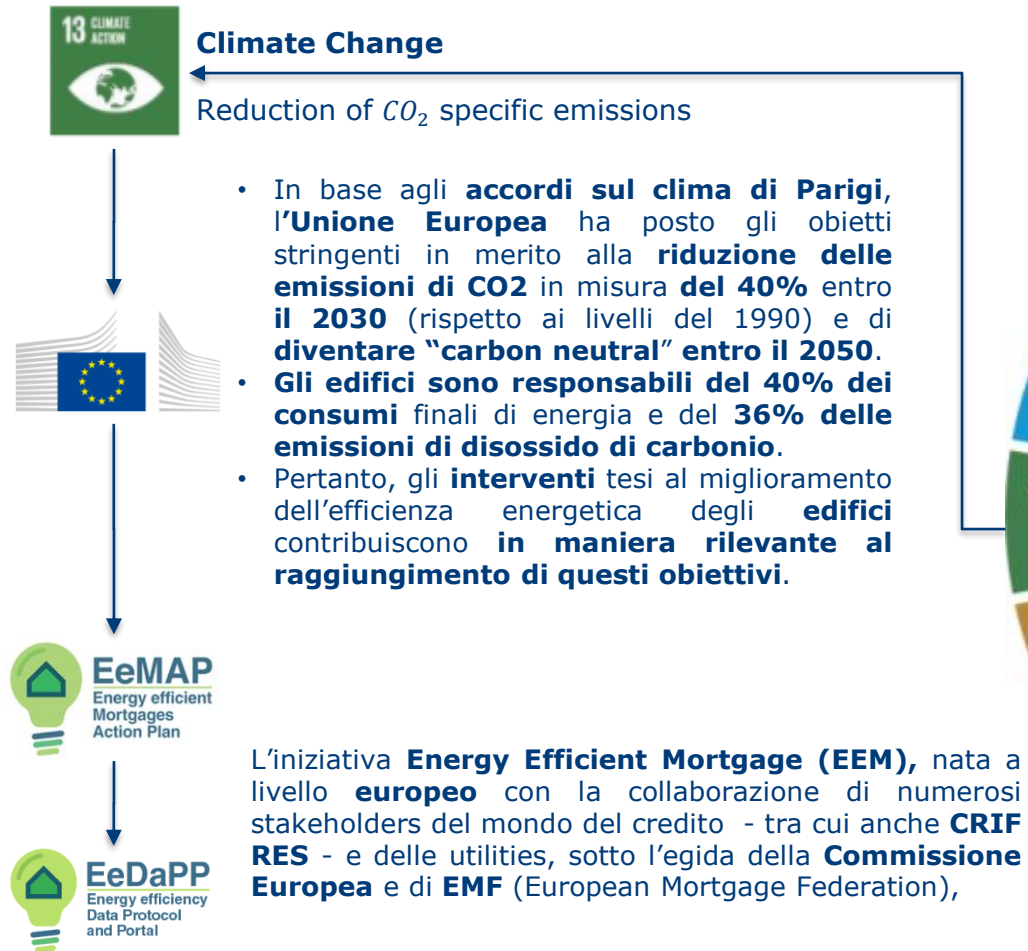 13 CLIMATE
ACTION
Climate Change
Reduction of CO₂ specific emissions
• In base agli accordi sul clima di Parigi,
l'Unione Europea ha posto gli obietti
stringenti in merito alla riduzione delle
emissioni di CO2 in misura del 40% entro
il 2030 (rispetto ai livelli del 1990) e di
diventare “carbon neutral” entro il 2050.
• Gli edifici sono responsabili del 40% dei
consumi finali di energia e del 36% delle
emissioni di disossido di carbonio.
• Pertanto, gli interventi tesi al miglioramento
dell’efficienza energetica degli edifici
contribuiscono in maniera rilevante al
raggiungimento di questi obiettivi.
EeMAP
Energy efficient
Mortgages
Action Plan
L’iniziativa Energy Efficient Mortgage (EEM), nata a
livello europeo con la collaborazione di numerosi
stakeholders del mondo del credito - tra cui anche CRIF
RES - e delle utilities, sotto l’egida della Commissione
Europea e di EMF (European Mortgage Federation),
EeDaPP
Energy efficiency
Data Protocol
and Portal